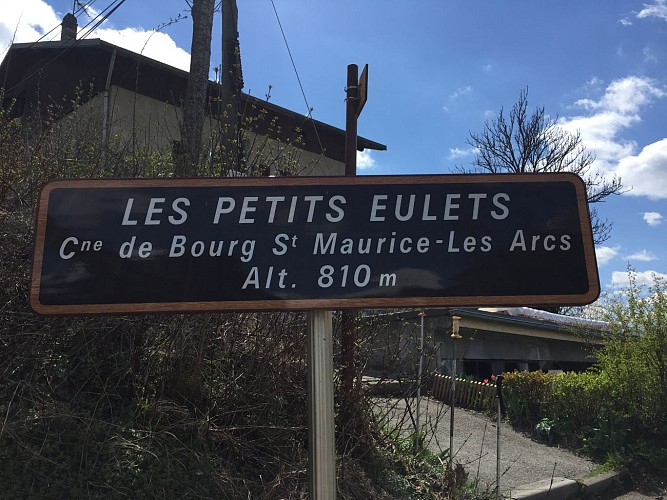 LES PETITS EULETS
Cne de Bourg St Maurice-Les Arcs
Alt. 810 m